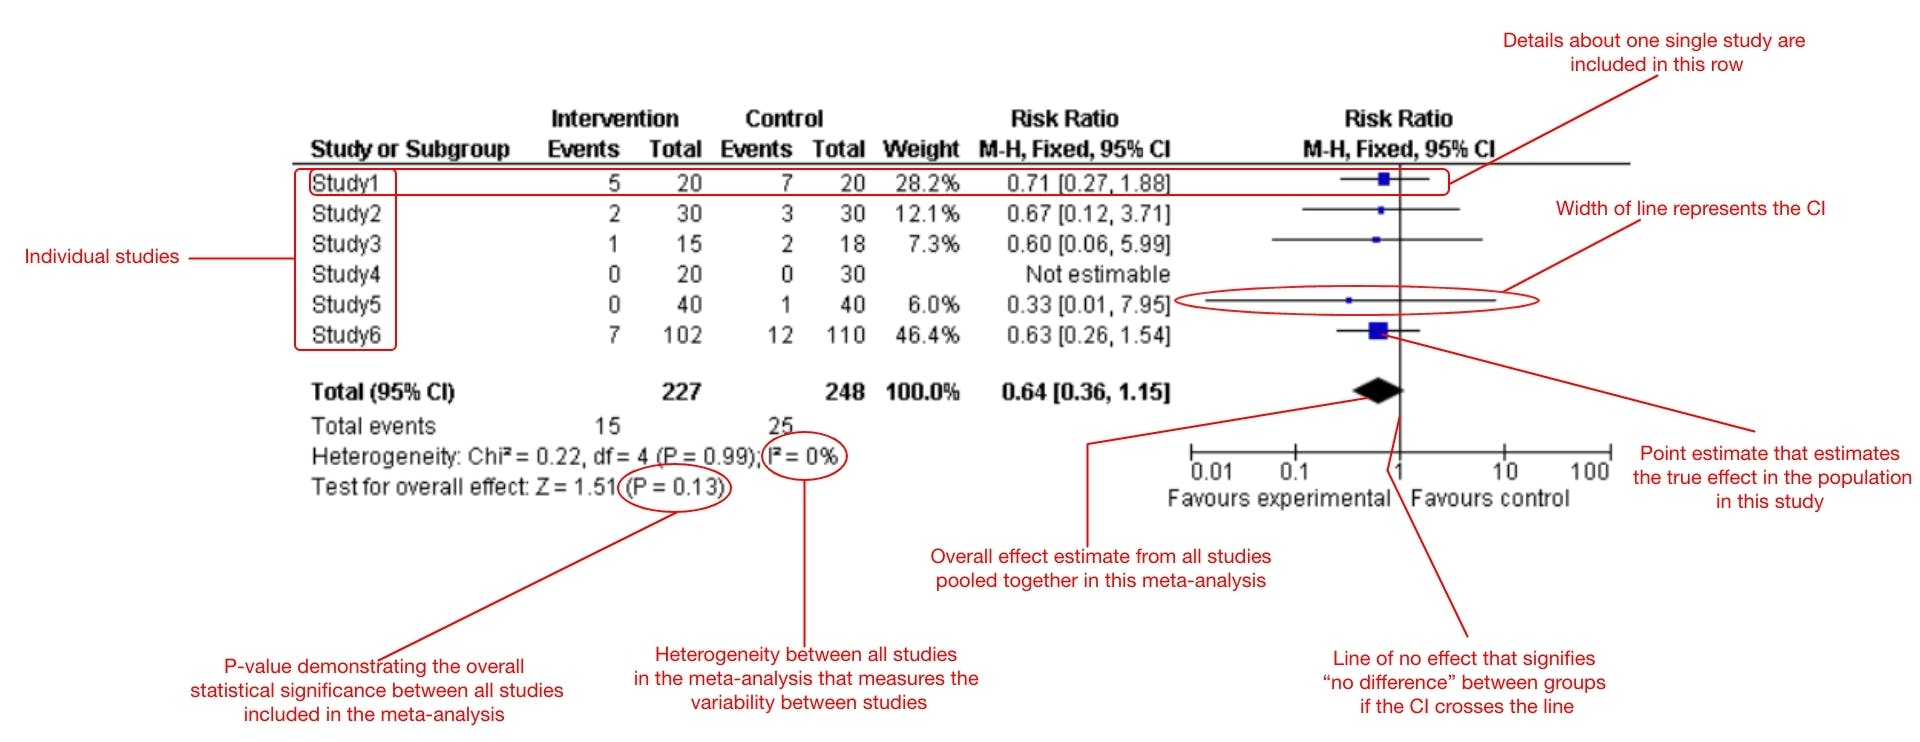 Details about one single study are
included in this row
Intervention Control Risk Ratio Risk Ratio
Study or Subgroup Events Total Events Total Weight M-H, Fixed, 95% CI M-H, Fixed, 95% CI
Study1 5 20 7 20 28.2% 0.71 [0.27, 1.88]
Study2 2 30 3 30 12.1% 0.67 [0.12, 3.71]
Width of line represents the CI
Study3 1 15 2 18 7.3% 0.60 [0.06, 5.99]
Individual studies
Study4 0 20 0 30 Not estimable
Study5 0 40 1 40 6.0% 0.33 [0.01, 7.95]
Study6 7 102 12 110 46.4% 0.63 [0.26, 1.54]
Total (95% CI) 227 248 100.0% 0.64 [0.36, 1.15]
Total events 15 25
Heterogeneity: Chi² = 0.22, df = 4 (P = 0.99); I² = 0%
Test for overall effect: Z = 1.51 (P = 0.13)
0.01 0.1 1 10 100
Favours experimental Favours control
Point estimate that estimates
the true effect in the population
in this study
Overall effect estimate from all studies
pooled together in this meta-analysis
P-value demonstrating the overall
statistical significance between all studies
included in the meta-analysis
Heterogeneity between all studies
in the meta-analysis that measures the
variability between studies
Line of no effect that signifies
“no difference” between groups
if the CI crosses the line